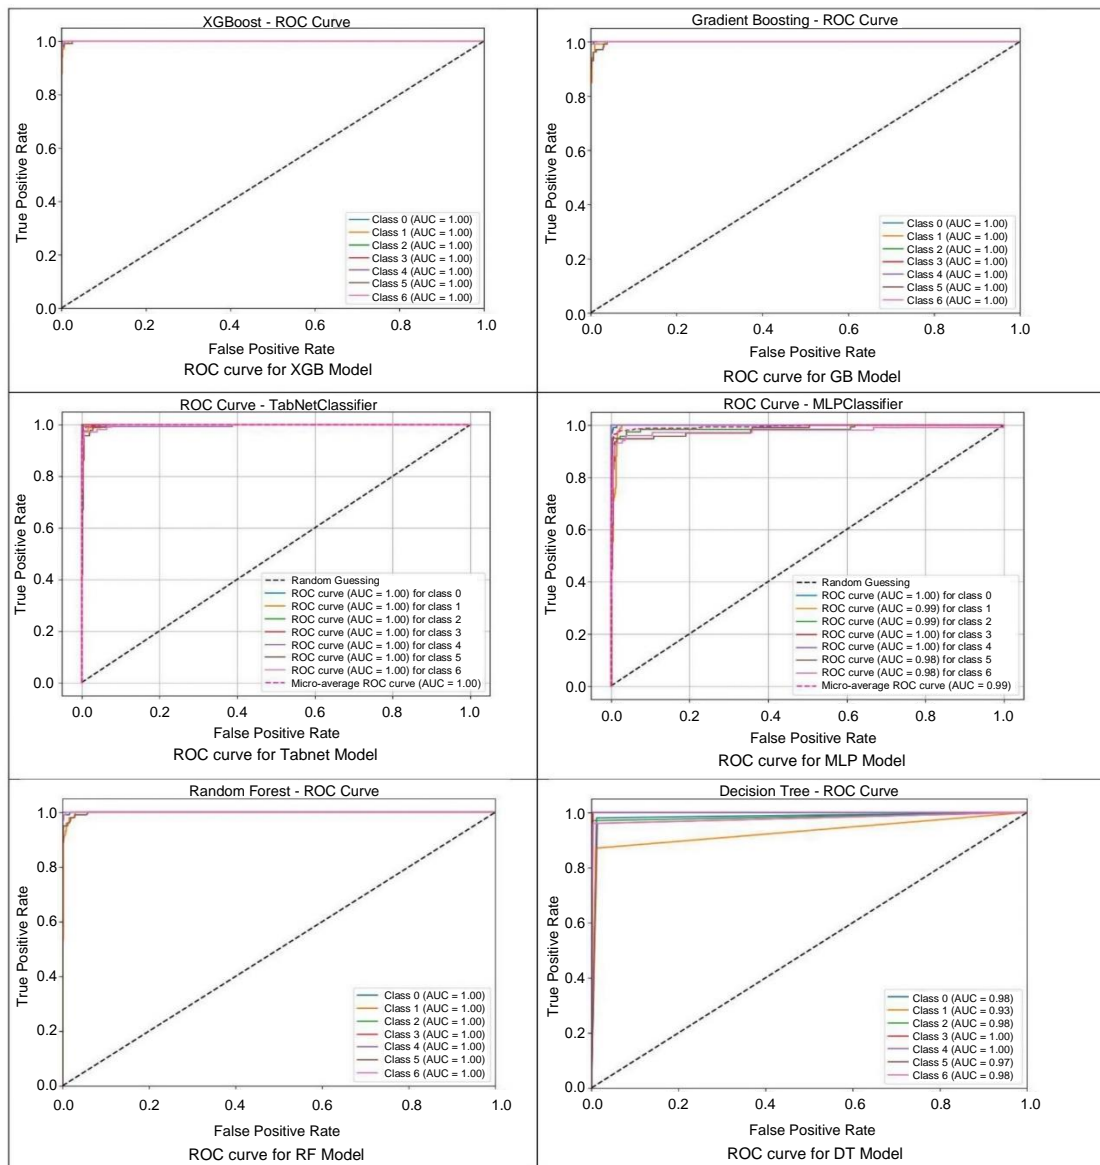 XGBoost - ROC Curve
1.0
0.8
0.6
0.4
0.2
0.0
True Positive Rate
Class 0 (AUC = 1.00)
Class 1 (AUC = 1.00)
Class 2 (AUC = 1.00)
Class 3 (AUC = 1.00)
Class 4 (AUC = 1.00)
Class 5 (AUC = 1.00)
Class 6 (AUC = 1.00)
0.0 0.2 0.4 0.6 0.8 1.0
False Positive Rate
ROC curve for XGB Model
Gradient Boosting - ROC Curve
1.0
0.8
0.6
0.4
0.2
0.0
True Positive Rate
Class 0 (AUC = 1.00)
Class 1 (AUC = 1.00)
Class 2 (AUC = 1.00)
Class 3 (AUC = 1.00)
Class 4 (AUC = 1.00)
Class 5 (AUC = 1.00)
Class 6 (AUC = 1.00)
0.0 0.2 0.4 0.6 0.8 1.0
False Positive Rate
ROC curve for GB Model
ROC Curve - TabNetClassifier
1.0
0.8
0.6
0.4
0.2
0.0
True Positive Rate
Random Guessing
ROC curve (AUC = 1.00) for class 0
ROC curve (AUC = 1.00) for class 1
ROC curve (AUC = 1.00) for class 2
ROC curve (AUC = 1.00) for class 3
ROC curve (AUC = 1.00) for class 4
ROC curve (AUC = 1.00) for class 5
ROC curve (AUC = 1.00) for class 6
Micro-average ROC curve (AUC = 1.00)
0.0 0.2 0.4 0.6 0.8 1.0
False Positive Rate
ROC curve for Tabnet Model
ROC Curve - MLPClassifier
1.0
0.8
0.6
0.4
0.2
0.0
True Positive Rate
Random Guessing
ROC curve (AUC = 1.00) for class 0
ROC curve (AUC = 0.99) for class 1
ROC curve (AUC = 0.99) for class 2
ROC curve (AUC = 1.00) for class 3
ROC curve (AUC = 1.00) for class 4
ROC curve (AUC = 0.98) for class 5
ROC curve (AUC = 0.98) for class 6
Micro-average ROC curve (AUC = 0.99)
0.0 0.2 0.4 0.6 0.8 1.0
False Positive Rate
ROC curve for MLP Model
Random Forest - ROC Curve
1.0
0.8
0.6
0.4
0.2
0.0
True Positive Rate
Class 0 (AUC = 1.00)
Class 1 (AUC = 1.00)
Class 2 (AUC = 1.00)
Class 3 (AUC = 1.00)
Class 4 (AUC = 1.00)
Class 5 (AUC = 1.00)
Class 6 (AUC = 1.00)
0.0 0.2 0.4 0.6 0.8 1.0
False Positive Rate
ROC curve for RF Model
Decision Tree - ROC Curve
1.0
0.8
0.6
0.4
0.2
0.0
True Positive Rate
Class 0 (AUC = 0.98)
Class 1 (AUC = 0.93)
Class 2 (AUC = 0.98)
Class 3 (AUC = 1.00)
Class 4 (AUC = 1.00)
Class 5 (AUC = 0.97)
Class 6 (AUC = 0.98)
0.0 0.2 0.4 0.6 0.8 1.0
False Positive Rate
ROC curve for DT Model